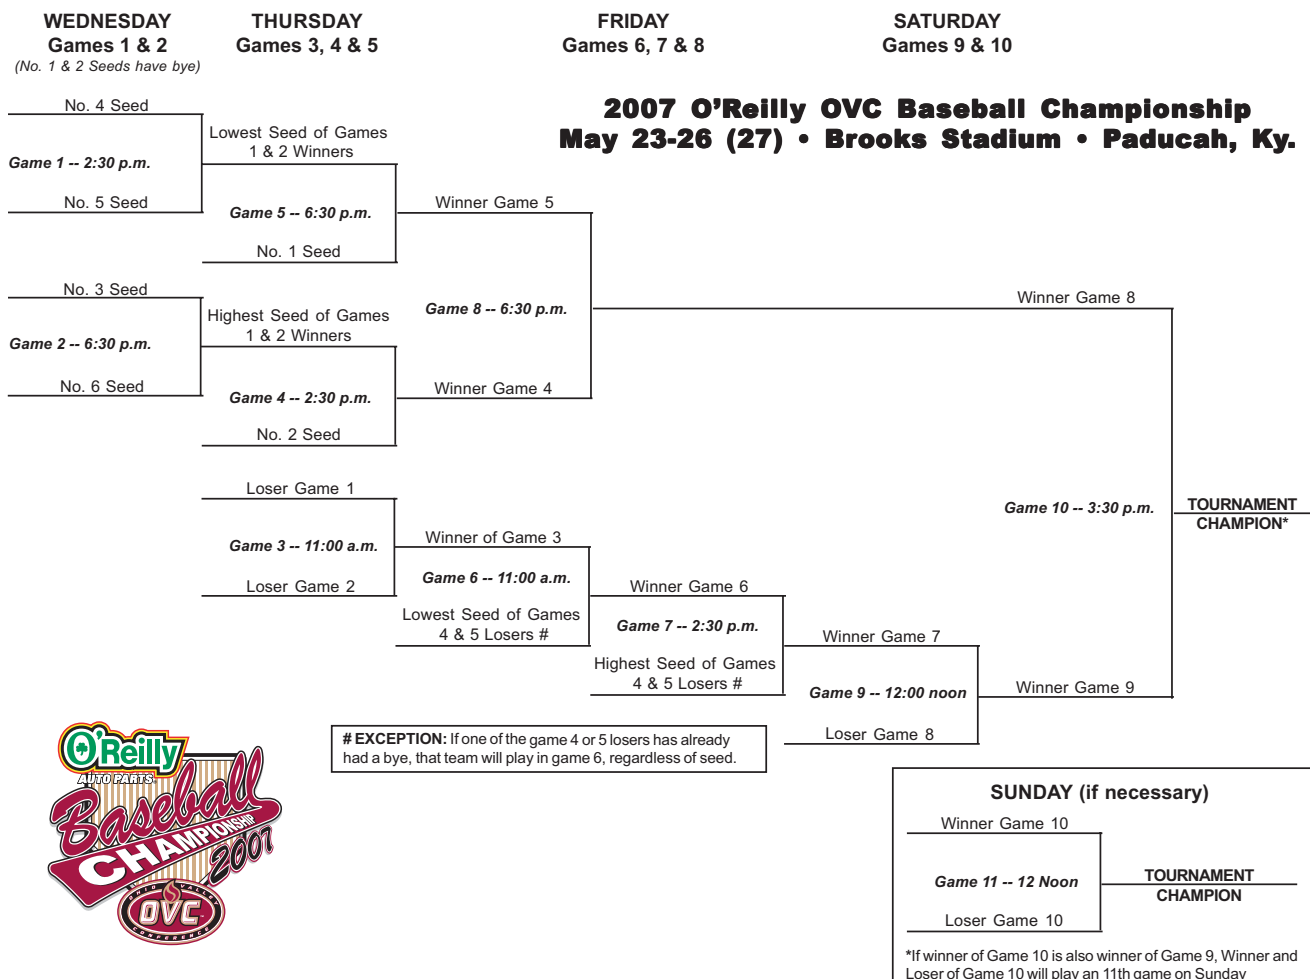 WEDNESDAY
Games 1 & 2
(No. 1 & 2 Seeds have bye)
THURSDAY
Games 3, 4 & 5
FRIDAY
Games 6, 7 & 8
SATURDAY
Games 9 & 10
2007 O'Reilly OVC Baseball Championship
May 23-26 (27) • Brooks Stadium • Paducah, Ky.
No. 4 Seed
Game 1 -- 2:30 p.m.
No. 5 Seed
No. 3 Seed
Game 2 -- 6:30 p.m.
No. 6 Seed
Lowest Seed of Games
1 & 2 Winners
Game 5 -- 6:30 p.m.
No. 1 Seed
Highest Seed of Games
1 & 2 Winners
Game 4 -- 2:30 p.m.
No. 2 Seed
Loser Game 1
Game 3 -- 11:00 a.m.
Loser Game 2
Winner Game 5
Game 8 -- 6:30 p.m.
Winner Game 4
Winner of Game 3
Game 6 -- 11:00 a.m.
Lowest Seed of Games
4 & 5 Losers #
Winner Game 6
Game 7 -- 2:30 p.m.
Highest Seed of Games
4 & 5 Losers #
Winner Game 7
Game 9 -- 12:00 noon
Loser Game 8
Winner Game 8
Game 10 -- 3:30 p.m.
Winner Game 9
TOURNAMENT
CHAMPION*
# EXCEPTION: If one of the game 4 or 5 losers has already
had a bye, that team will play in game 6, regardless of seed.
O'Reilly
AUTO PARTS
Baseball
CHAMPIONSHIP
2007
OHIO VALLEY
OVC
CONFERENCE
SUNDAY (if necessary)
Winner Game 10
Game 11 -- 12 Noon
Loser Game 10
TOURNAMENT
CHAMPION
*If winner of Game 10 is also winner of Game 9, Winner and
Loser of Game 10 will play an 11th game on Sunday